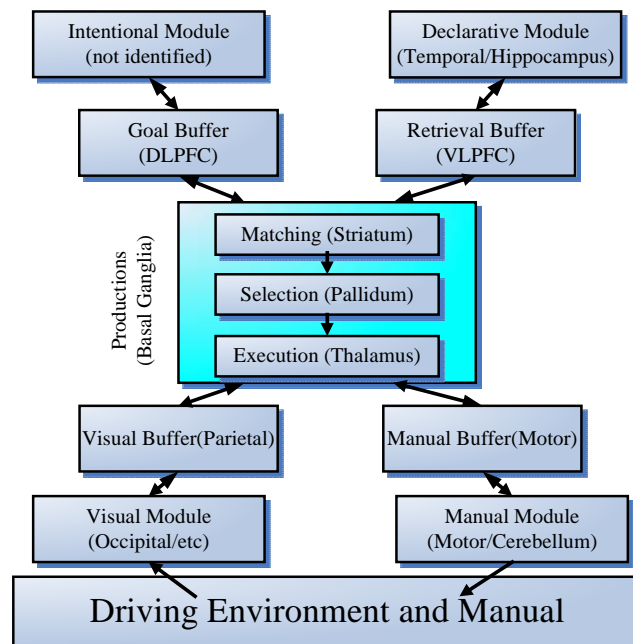 Intentional Module
(not identified)
Declarative Module
(Temporal/Hippocampus)
Goal Buffer
(DLPFC)
Retrieval Buffer
(VLPFC)
Productions
(Basal Ganglia)
Matching (Striatum)
Selection (Pallidum)
Execution (Thalamus)
Visual Buffer(Parietal)
Manual Buffer(Motor)
Visual Module
(Occipital/etc)
Manual Module
(Motor/Cerebellum)
Driving Environment and Manual